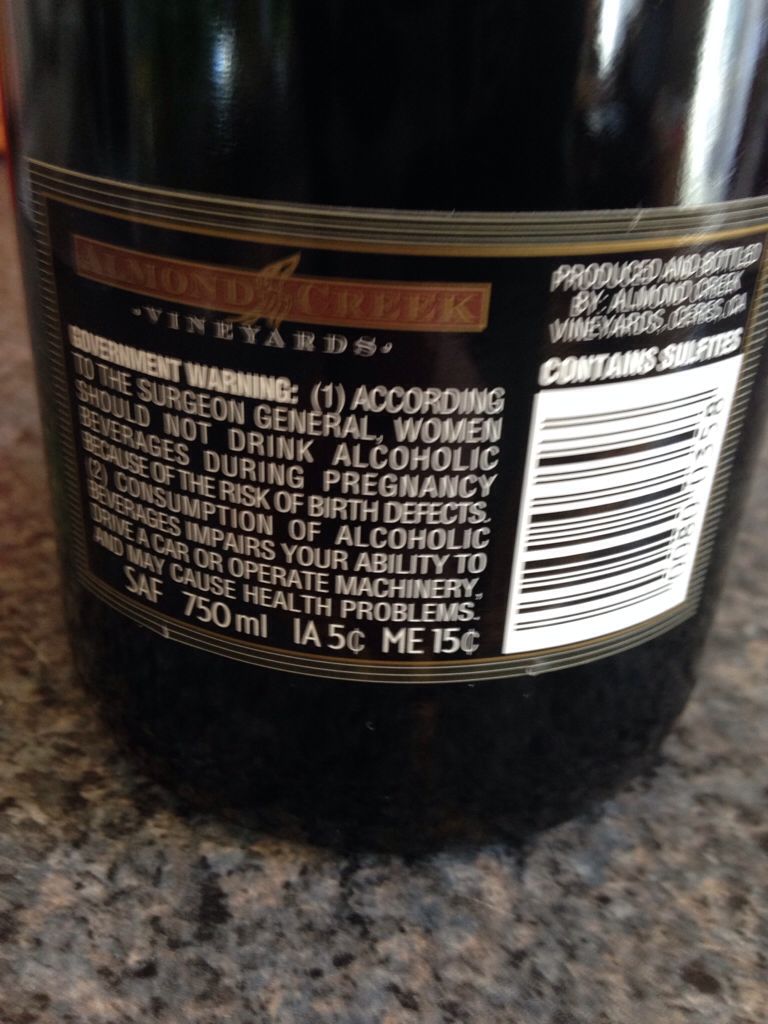 ALMOND CREEK
·VINEYARDS·
GOVERNMENT WARNING: (1) ACCORDING
TO THE SURGEON GENERAL, WOMEN
SHOULD NOT DRINK ALCOHOLIC
BEVERAGES DURING PREGNANCY
BECAUSE OF THE RISK OF BIRTH DEFECTS.
(2) CONSUMPTION OF ALCOHOLIC
BEVERAGES IMPAIRS YOUR ABILITY TO
DRIVE A CAR OR OPERATE MACHINERY,
AND MAY CAUSE HEALTH PROBLEMS.
SAF 750 ml IA 5¢ ME 15¢
PRODUCED AND BOTTLED
BY: ALMOND CREEK
VINEYARDS, CERES, CA
CONTAINS SULFITES